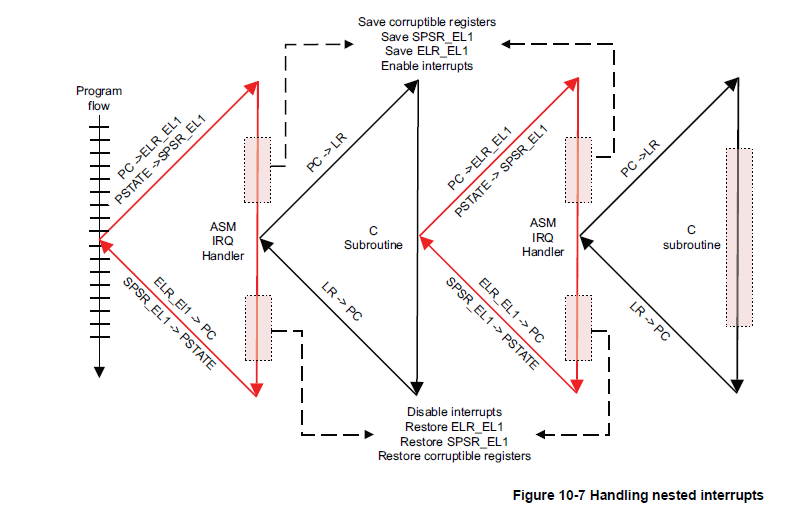 Save corruptible registers
Save SPSR_EL1
Save ELR_EL1
Enable interrupts
Program
flow
PC ->ELR_EL1
PSTATE -> SPSR_EL1
PC -> LR
PC ->ELR_EL1
PSTATE -> SPSR_EL1
PC ->LR
ASM
IRQ
Handler
C
Subroutine
ASM
IRQ
Handler
C
subroutine
ELR_El1 -> PC
SPSR_EL1 -> PSTATE
LR -> PC
ELR_EL1 -> PC
SPSR_EL1 -> PSTATE
LR -> PC
Disable interrupts
Restore ELR_EL1
Restore SPSR_EL1
Restore corruptible registers
Figure 10-7 Handling nested interrupts